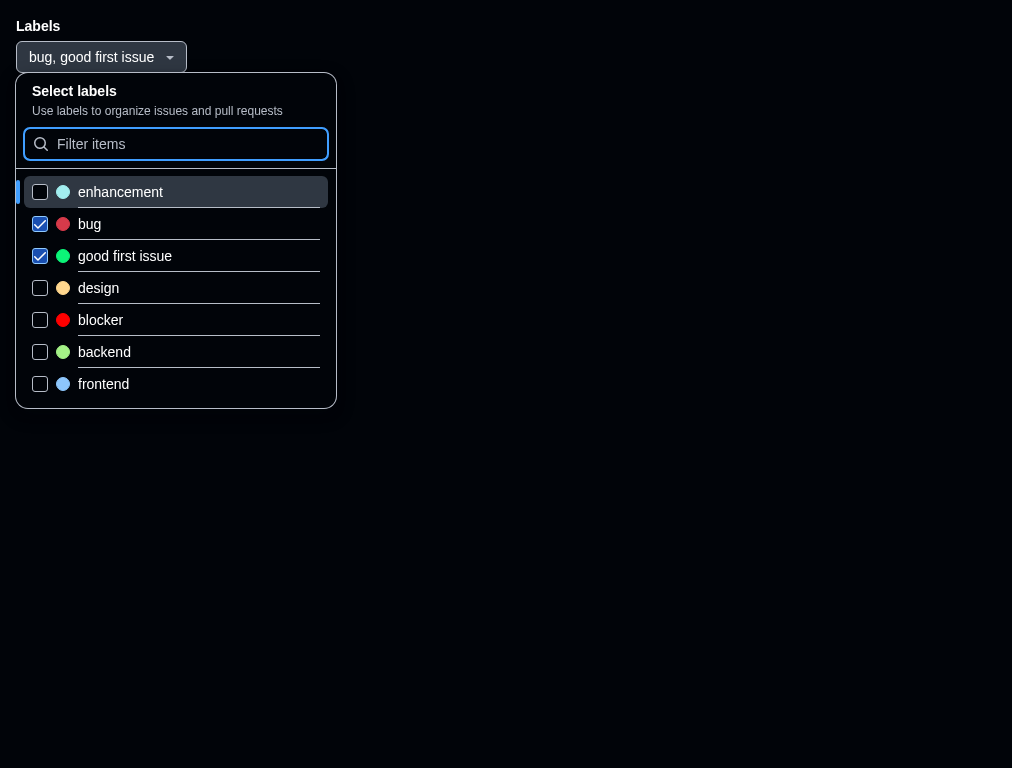 Labels
bug, good first issue
Select labels
Use labels to organize issues and pull requests
Filter items
enhancement
bug
good first issue
design
blocker
backend
frontend